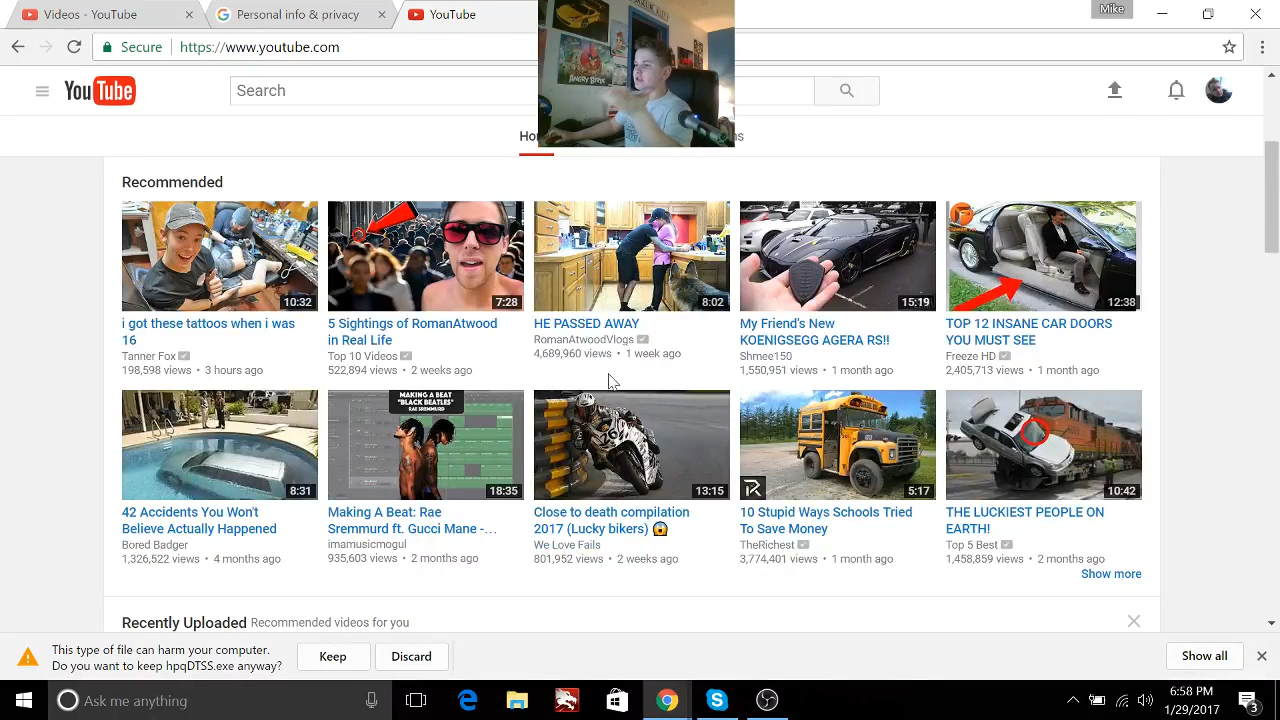 Videos - YouTube
Personal info & privacy
YouTube
Mike
Secure
https://www.youtube.com
YouTube
Search
ANGRY BIRDS
Recommended
10:32
7:28
8:02
15:19
12:38
i got these tattoos when i was
16
Tanner Fox
198,598 views • 3 hours ago
5 Sightings of RomanAtwood
in Real Life
Top 10 Videos
522,894 views • 2 weeks ago
HE PASSED AWAY
RomanAtwoodVlogs
4,689,960 views • 1 week ago
My Friend's New
KOENIGSEGG AGERA RS!!
Shmee150
1,550,951 views • 1 month ago
TOP 12 INSANE CAR DOORS
YOU MUST SEE
Freeze HD
2,405,713 views • 1 month ago
MAKING A BEAT
"BLACK BEATLES"
RAE SREMMURD
8:31
18:35
13:15
5:17
10:42
42 Accidents You Won't
Believe Actually Happened
Bored Badger
1,326,522 views • 4 months ago
Making A Beat: Rae
Sremmurd ft. Gucci Mane -...
imamusicmogul
935,603 views • 2 months ago
Close to death compilation
2017 (Lucky bikers) 😱
We Love Fails
801,952 views • 2 weeks ago
10 Stupid Ways Schools Tried
To Save Money
TheRichest
3,774,401 views • 1 month ago
THE LUCKIEST PEOPLE ON
EARTH!
Top 5 Best
1,458,859 views • 2 months ago
Show more
Recently Uploaded Recommended videos for you
This type of file can harm your computer.
Do you want to keep hpqDTSS.exe anyway?
Keep
Discard
Show all
Ask me anything
6:58 PM
1/29/2017
3